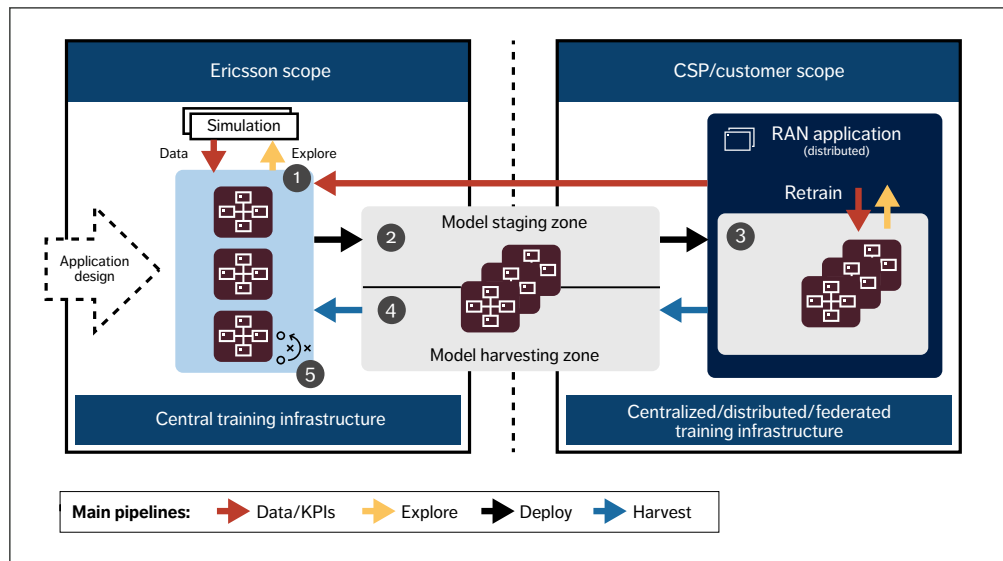 Ericsson scope
CSP/customer scope
Simulation
Data
Explore
1
RAN application
(distributed)
Retrain
Application
design
2
Model staging zone
3
4
Model harvesting zone
5
Central training infrastructure
Centralized/distributed/federated
training infrastructure
Main pipelines:
Data/KPIs
Explore
Deploy
Harvest